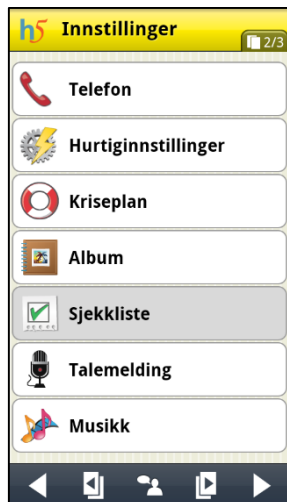 h5 Innstillinger
2/3
Telefon
Hurtiginnstillinger
Kriseplan
Album
Sjekkliste
Talemelding
Musikk